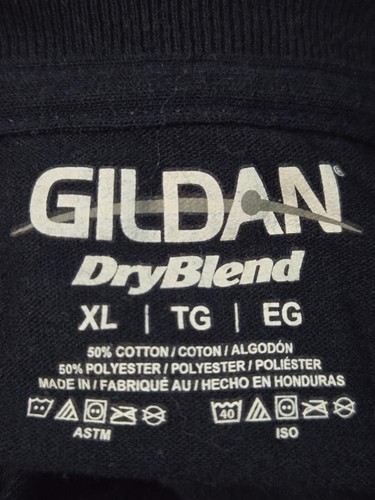 GILDAN®
DryBlend
XL | TG | EG
50% COTTON / COTON / ALGODÓN
50% POLYESTER / POLYESTER / POLIÉSTER
MADE IN / FABRIQUÉ AU / HECHO EN HONDURAS
40
ASTM ISO